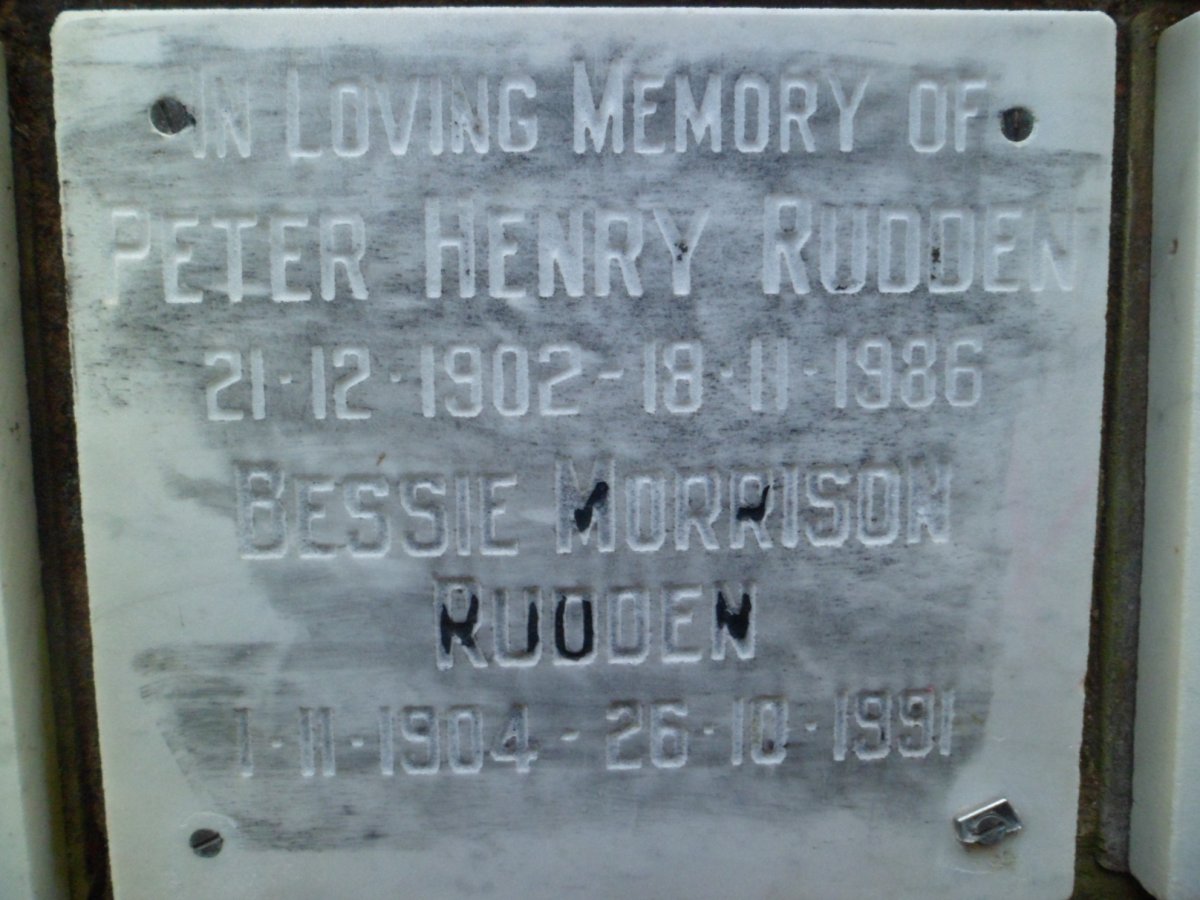 IN LOVING MEMORY OF
PETER HENRY RUDDEN
21·12·1902-18·11·1986
BESSIE MORRISON
RUDDEN
1·11·1904-26·10·1991